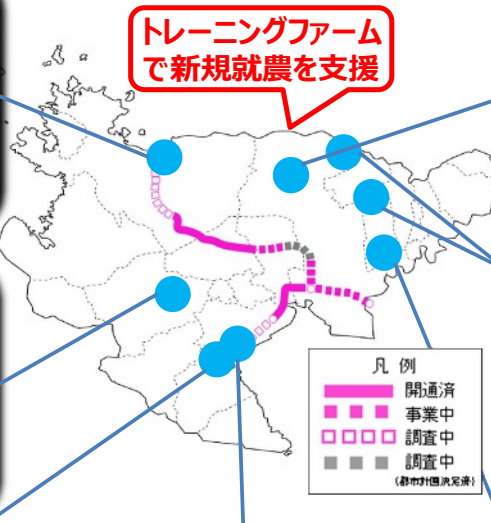 トレーニングファーム
で新規就農を支援
凡 例
開通済
事業中
調査中
調査中
(都市計画決定済)